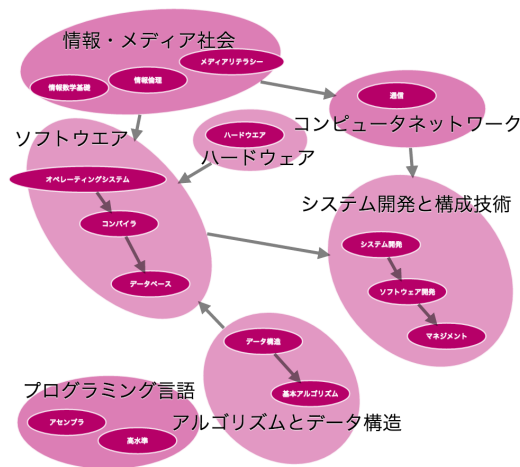 情報・メディア社会
メディアリテラシー
情報倫理
情報数学基礎
通信
コンピュータネットワーク
ソフトウエア
ハードウエア
ハードウェア
オペレーティングシステム
コンパイラ
データベース
システム開発と構成技術
システム開発
ソフトウェア開発
マネジメント
データ構造
基本アルゴリズム
アルゴリズムとデータ構造
プログラミング言語
アセンブラ
高水準